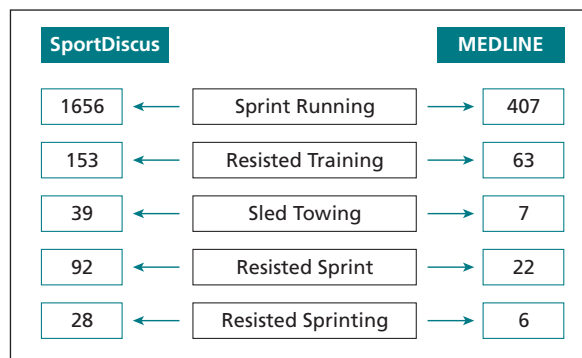 SportDiscus MEDLINE
1656 Sprint Running 407
153 Resisted Training 63
39 Sled Towing 7
92 Resisted Sprint 22
28 Resisted Sprinting 6